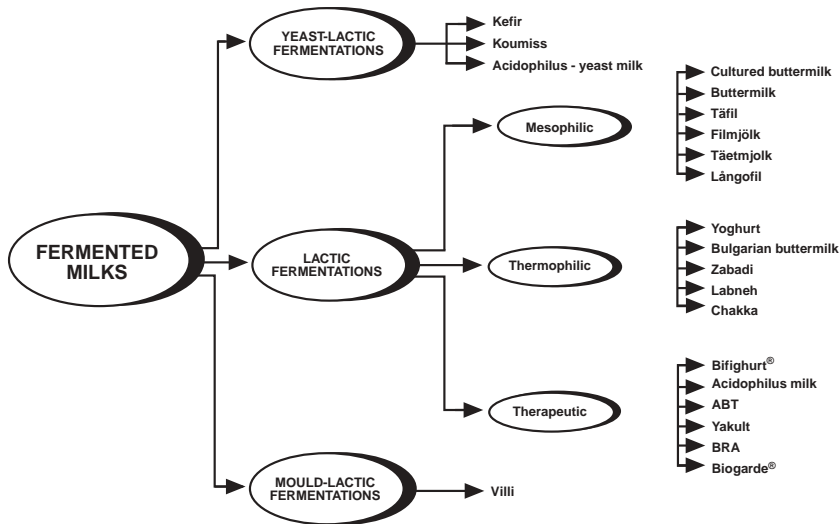 YEAST-LACTIC
FERMENTATIONS
Kefir
Koumiss
Acidophilus - yeast milk
FERMENTED
MILKS
LACTIC
FERMENTATIONS
Mesophilic
Cultured buttermilk
Buttermilk
Täfil
Filmjölk
Täetmjolk
Långofil
Thermophilic
Yoghurt
Bulgarian buttermilk
Zabadi
Labneh
Chakka
Therapeutic
Bifighurt®
Acidophilus milk
ABT
Yakult
BRA
Biogarde®
MOULD-LACTIC
FERMENTATIONS
Villi